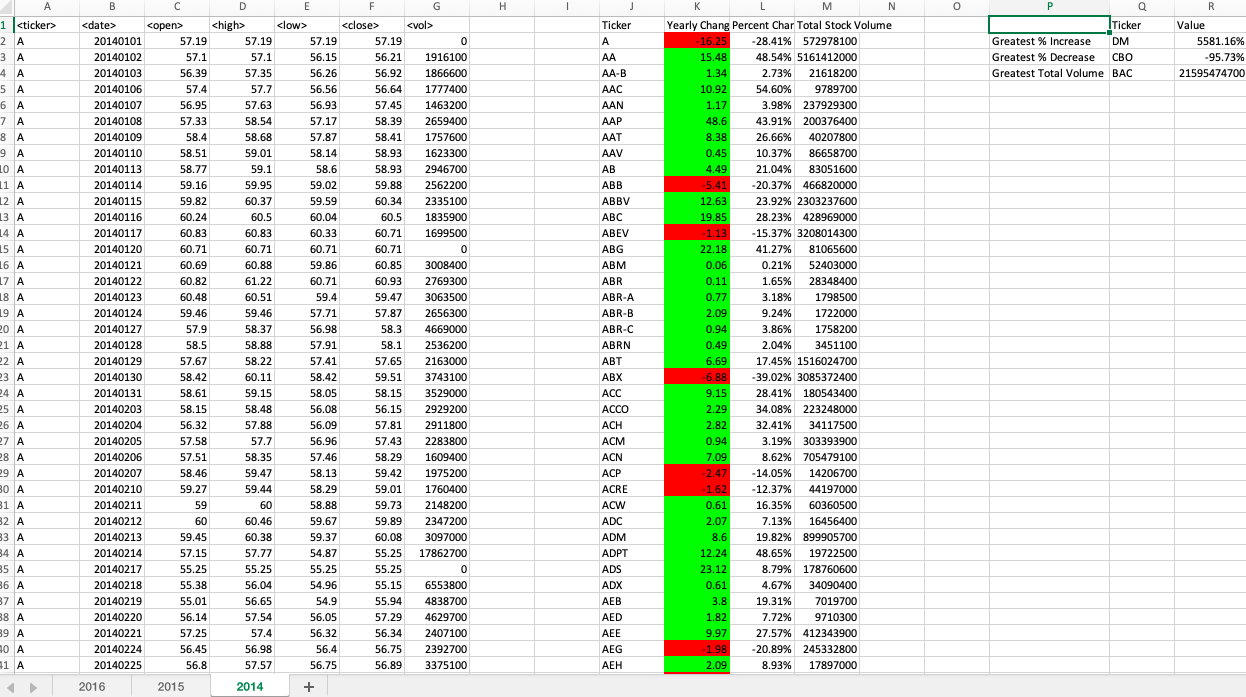 A B C D E F G H I J K L M N O P Q R
1 <ticker> <date> <open> <high> <low> <close> <vol> Ticker Yearly Chang Percent Char Total Stock Volume Ticker Value
2 A 20140101 57.19 57.19 57.19 57.19 0 A -16.25 -28.41% 572978100 Greatest % Increase DM 5581.16%
3 A 20140102 57.1 57.1 56.15 56.21 1916100 AA 15.48 48.54% 5161412000 Greatest % Decrease CBO -95.73%
4 A 20140103 56.39 57.35 56.26 56.92 1866600 AA-B 1.34 2.73% 21618200 Greatest Total Volume BAC 21595474700
5 A 20140106 57.4 57.7 56.56 56.64 1777400 AAC 10.92 54.60% 9789700
6 A 20140107 56.95 57.63 56.93 57.45 1463200 AAN 1.17 3.98% 237929300
7 A 20140108 57.33 58.54 57.17 58.39 2659400 AAP 48.6 43.91% 200376400
8 A 20140109 58.4 58.68 57.87 58.41 1757600 AAT 8.38 26.66% 40207800
9 A 20140110 58.51 59.01 58.14 58.93 1623300 AAV 0.45 10.37% 86658700
10 A 20140113 58.77 59.1 58.6 58.93 2946700 AB 4.49 21.04% 83051600
11 A 20140114 59.16 59.95 59.02 59.88 2562200 ABB -5.41 -20.37% 466820000
12 A 20140115 59.82 60.37 59.59 60.34 2335100 ABBV 12.63 23.92% 2303237600
13 A 20140116 60.24 60.5 60.04 60.5 1835900 ABC 19.85 28.23% 428969000
14 A 20140117 60.83 60.83 60.33 60.71 1699500 ABEV -1.13 -15.37% 3208014300
15 A 20140120 60.71 60.71 60.71 60.71 0 ABG 22.18 41.27% 81065600
16 A 20140121 60.69 60.88 59.86 60.85 3008400 ABM 0.06 0.21% 52403000
17 A 20140122 60.82 61.22 60.71 60.93 2769300 ABR 0.11 1.65% 28348400
18 A 20140123 60.48 60.51 59.4 59.47 3063500 ABR-A 0.77 3.18% 1798500
19 A 20140124 59.46 59.46 57.71 57.87 2656300 ABR-B 2.09 9.24% 1722000
20 A 20140127 57.9 58.37 56.98 58.3 4669000 ABR-C 0.94 3.86% 1758200
21 A 20140128 58.5 58.88 57.91 58.1 2536200 ABRN 0.49 2.04% 3451100
22 A 20140129 57.67 58.22 57.41 57.65 2163000 ABT 6.69 17.45% 1516024700
23 A 20140130 58.42 60.11 58.42 59.51 3743100 ABX -6.88 -39.02% 3085372400
24 A 20140131 58.61 59.15 58.05 58.15 3529000 ACC 9.15 28.41% 180543400
25 A 20140203 58.15 58.48 56.08 56.15 2929200 ACCO 2.29 34.08% 223248000
26 A 20140204 56.32 57.88 56.09 57.81 2911800 ACH 2.82 32.41% 34117500
27 A 20140205 57.58 57.7 56.96 57.43 2283800 ACM 0.94 3.19% 303393900
28 A 20140206 57.51 58.35 57.46 58.29 1609400 ACN 7.09 8.62% 705479100
29 A 20140207 58.46 59.47 58.13 59.42 1975200 ACP -2.47 -14.05% 14206700
30 A 20140210 59.27 59.44 58.29 59.01 1760400 ACRE -1.62 -12.37% 44197000
31 A 20140211 59 60 58.88 59.73 2148200 ACW 0.61 16.35% 60360500
32 A 20140212 60 60.46 59.67 59.89 2347200 ADC 2.07 7.13% 16456400
33 A 20140213 59.45 60.38 59.37 60.08 3097000 ADM 8.6 19.82% 899905700
34 A 20140214 57.15 57.77 54.87 55.25 17862700 ADPT 12.24 48.65% 19722500
35 A 20140217 55.25 55.25 55.25 55.25 0 ADS 23.12 8.79% 178760600
36 A 20140218 55.38 56.04 54.96 55.15 6553800 ADX 0.61 4.67% 34090400
37 A 20140219 55.01 56.65 54.9 55.94 4838700 AEB 3.8 19.31% 7019700
38 A 20140220 56.14 57.54 56.05 57.29 4629700 AED 1.82 7.72% 9710300
39 A 20140221 57.25 57.4 56.32 56.34 2407100 AEE 9.97 27.57% 412343900
40 A 20140224 56.45 56.98 56.4 56.75 2392700 AEG -1.98 -20.89% 245332800
41 A 20140225 56.8 57.57 56.75 56.89 3375100 AEH 2.09 8.93% 17897000
2016 2015 2014 +